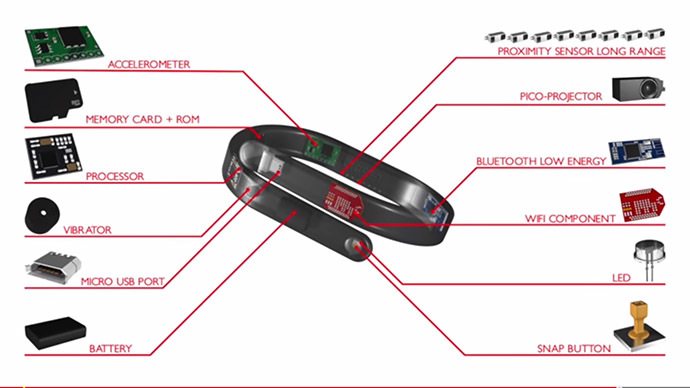 ACCELEROMETER
MEMORY CARD + ROM
PROCESSOR
VIBRATOR
MICRO USB PORT
BATTERY
PROXIMITY SENSOR LONG RANGE
PICO-PROJECTOR
BLUETOOTH LOW ENERGY
WIFI COMPONENT
LED
SNAP BUTTON